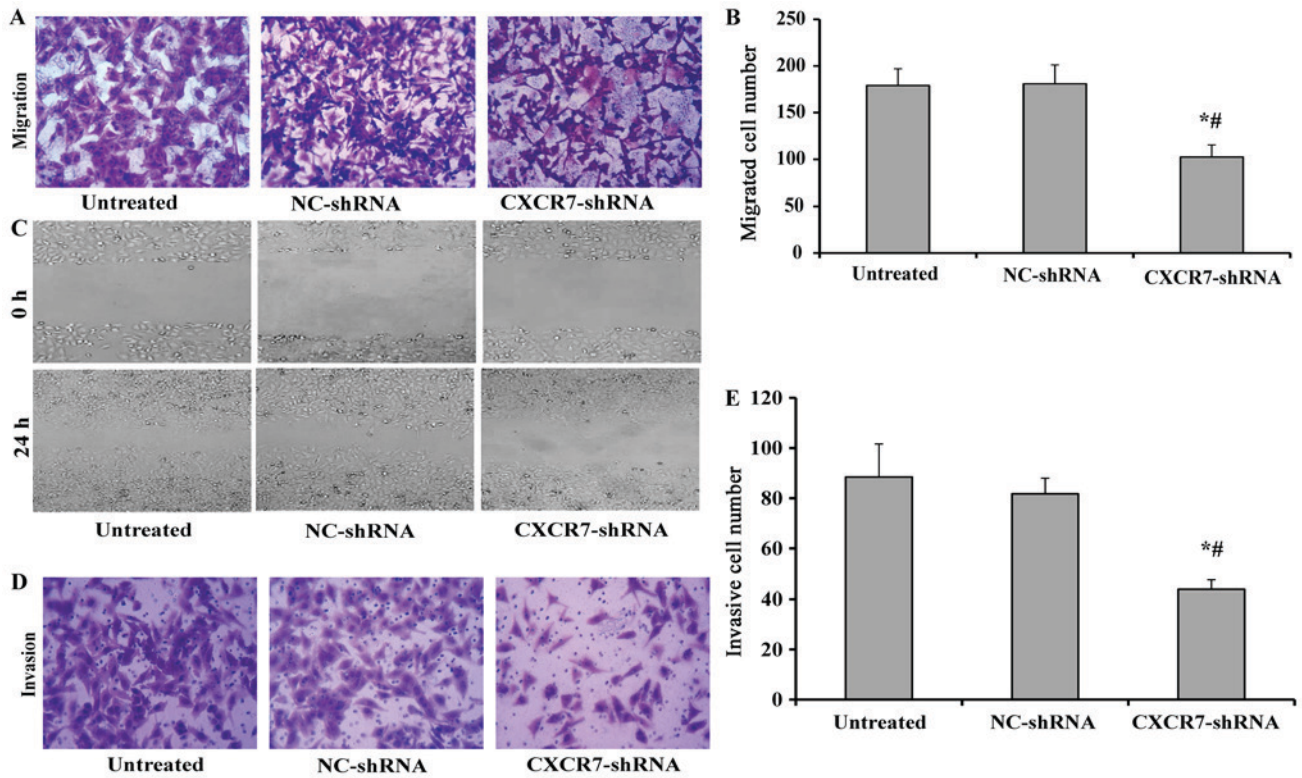 A
Migration
Untreated
NC-shRNA
CXCR7-shRNA
B
Migrated cell number
250
200
150
100
50
0
*#
Untreated
NC-shRNA
CXCR7-shRNA
C
0 h
24 h
Untreated
NC-shRNA
CXCR7-shRNA
D
Invasion
Untreated
NC-shRNA
CXCR7-shRNA
E
Invasive cell number
120
100
80
60
40
20
0
*#
Untreated
NC-shRNA
CXCR7-shRNA